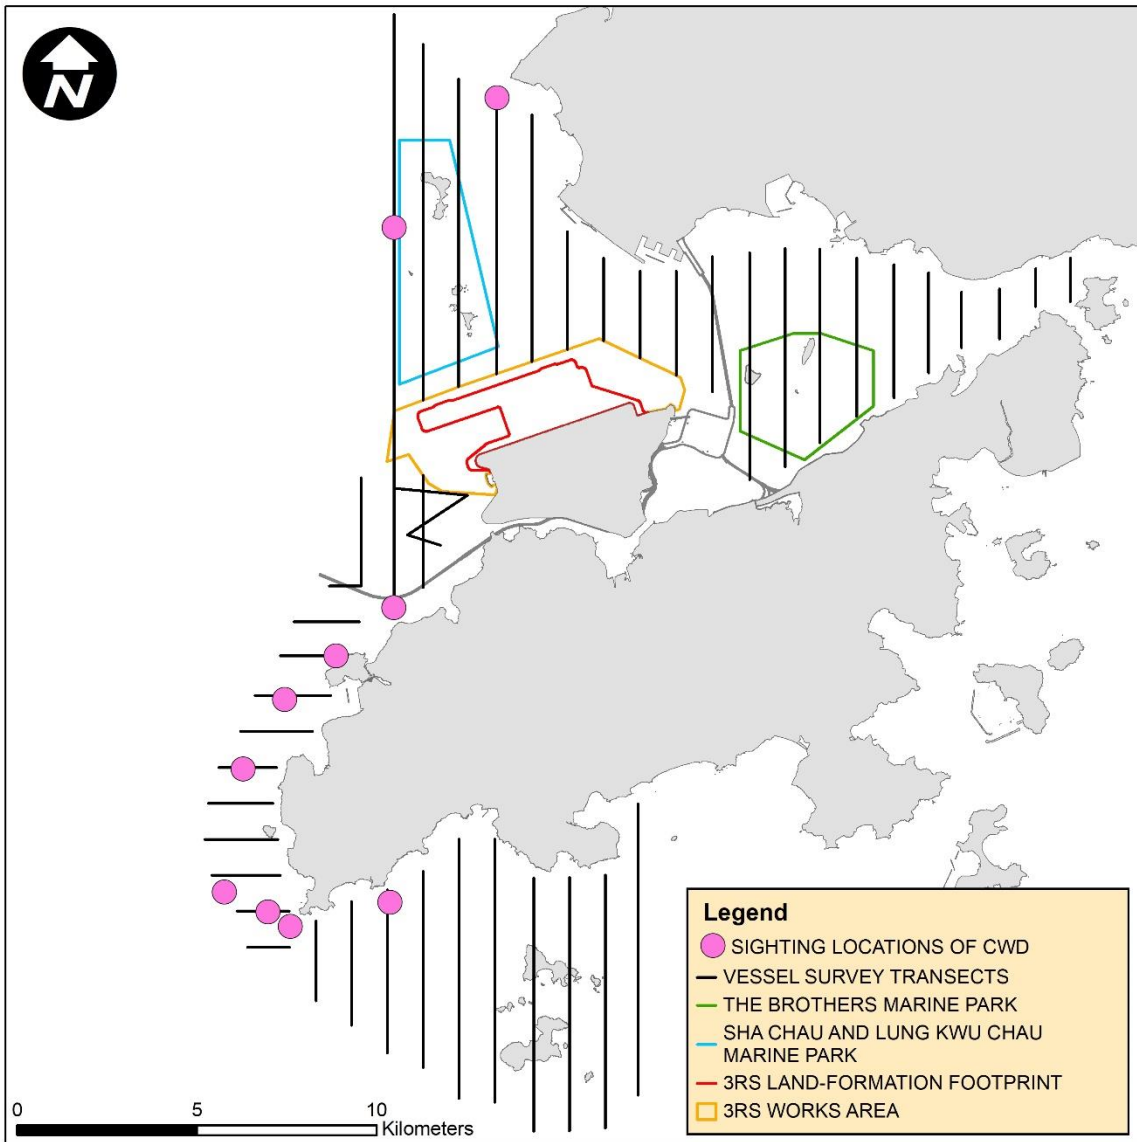 N
Legend
SIGHTING LOCATIONS OF CWD
VESSEL SURVEY TRANSECTS
THE BROTHERS MARINE PARK
SHA CHAU AND LUNG KWU CHAU
MARINE PARK
3RS LAND-FORMATION FOOTPRINT
3RS WORKS AREA
0 5 10
Kilometers